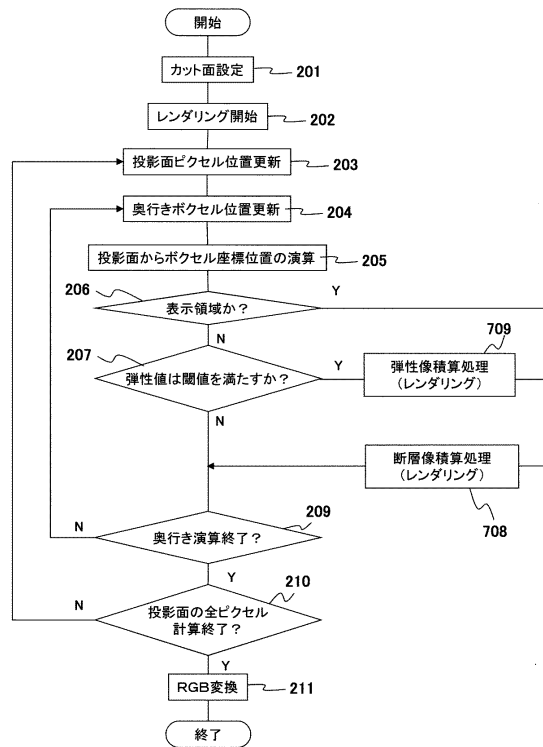 開始
カット面設定
201
レンダリング開始
202
投影面ピクセル位置更新
203
奥行きボクセル位置更新
204
投影面からボクセル座標位置の演算
205
206
表示領域か？
Y
N
207
弾性値は閾値を満たすか？
Y
709
弾性像積算処理
(レンダリング)
N
断層像積算処理
(レンダリング)
708
209
N
奥行き演算終了？
Y
210
N
投影面の全ピクセル
計算終了？
Y
RGB変換
211
終了